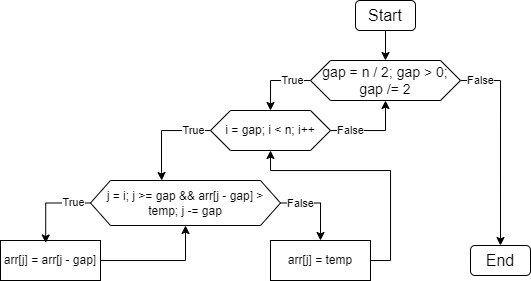 Start
gap = n / 2; gap > 0;
gap /= 2
True
False
i = gap; i < n; i++
True
False
j = i; j >= gap && arr[j - gap] >
temp; j -= gap
True
False
arr[j] = arr[j - gap]
arr[j] = temp
End